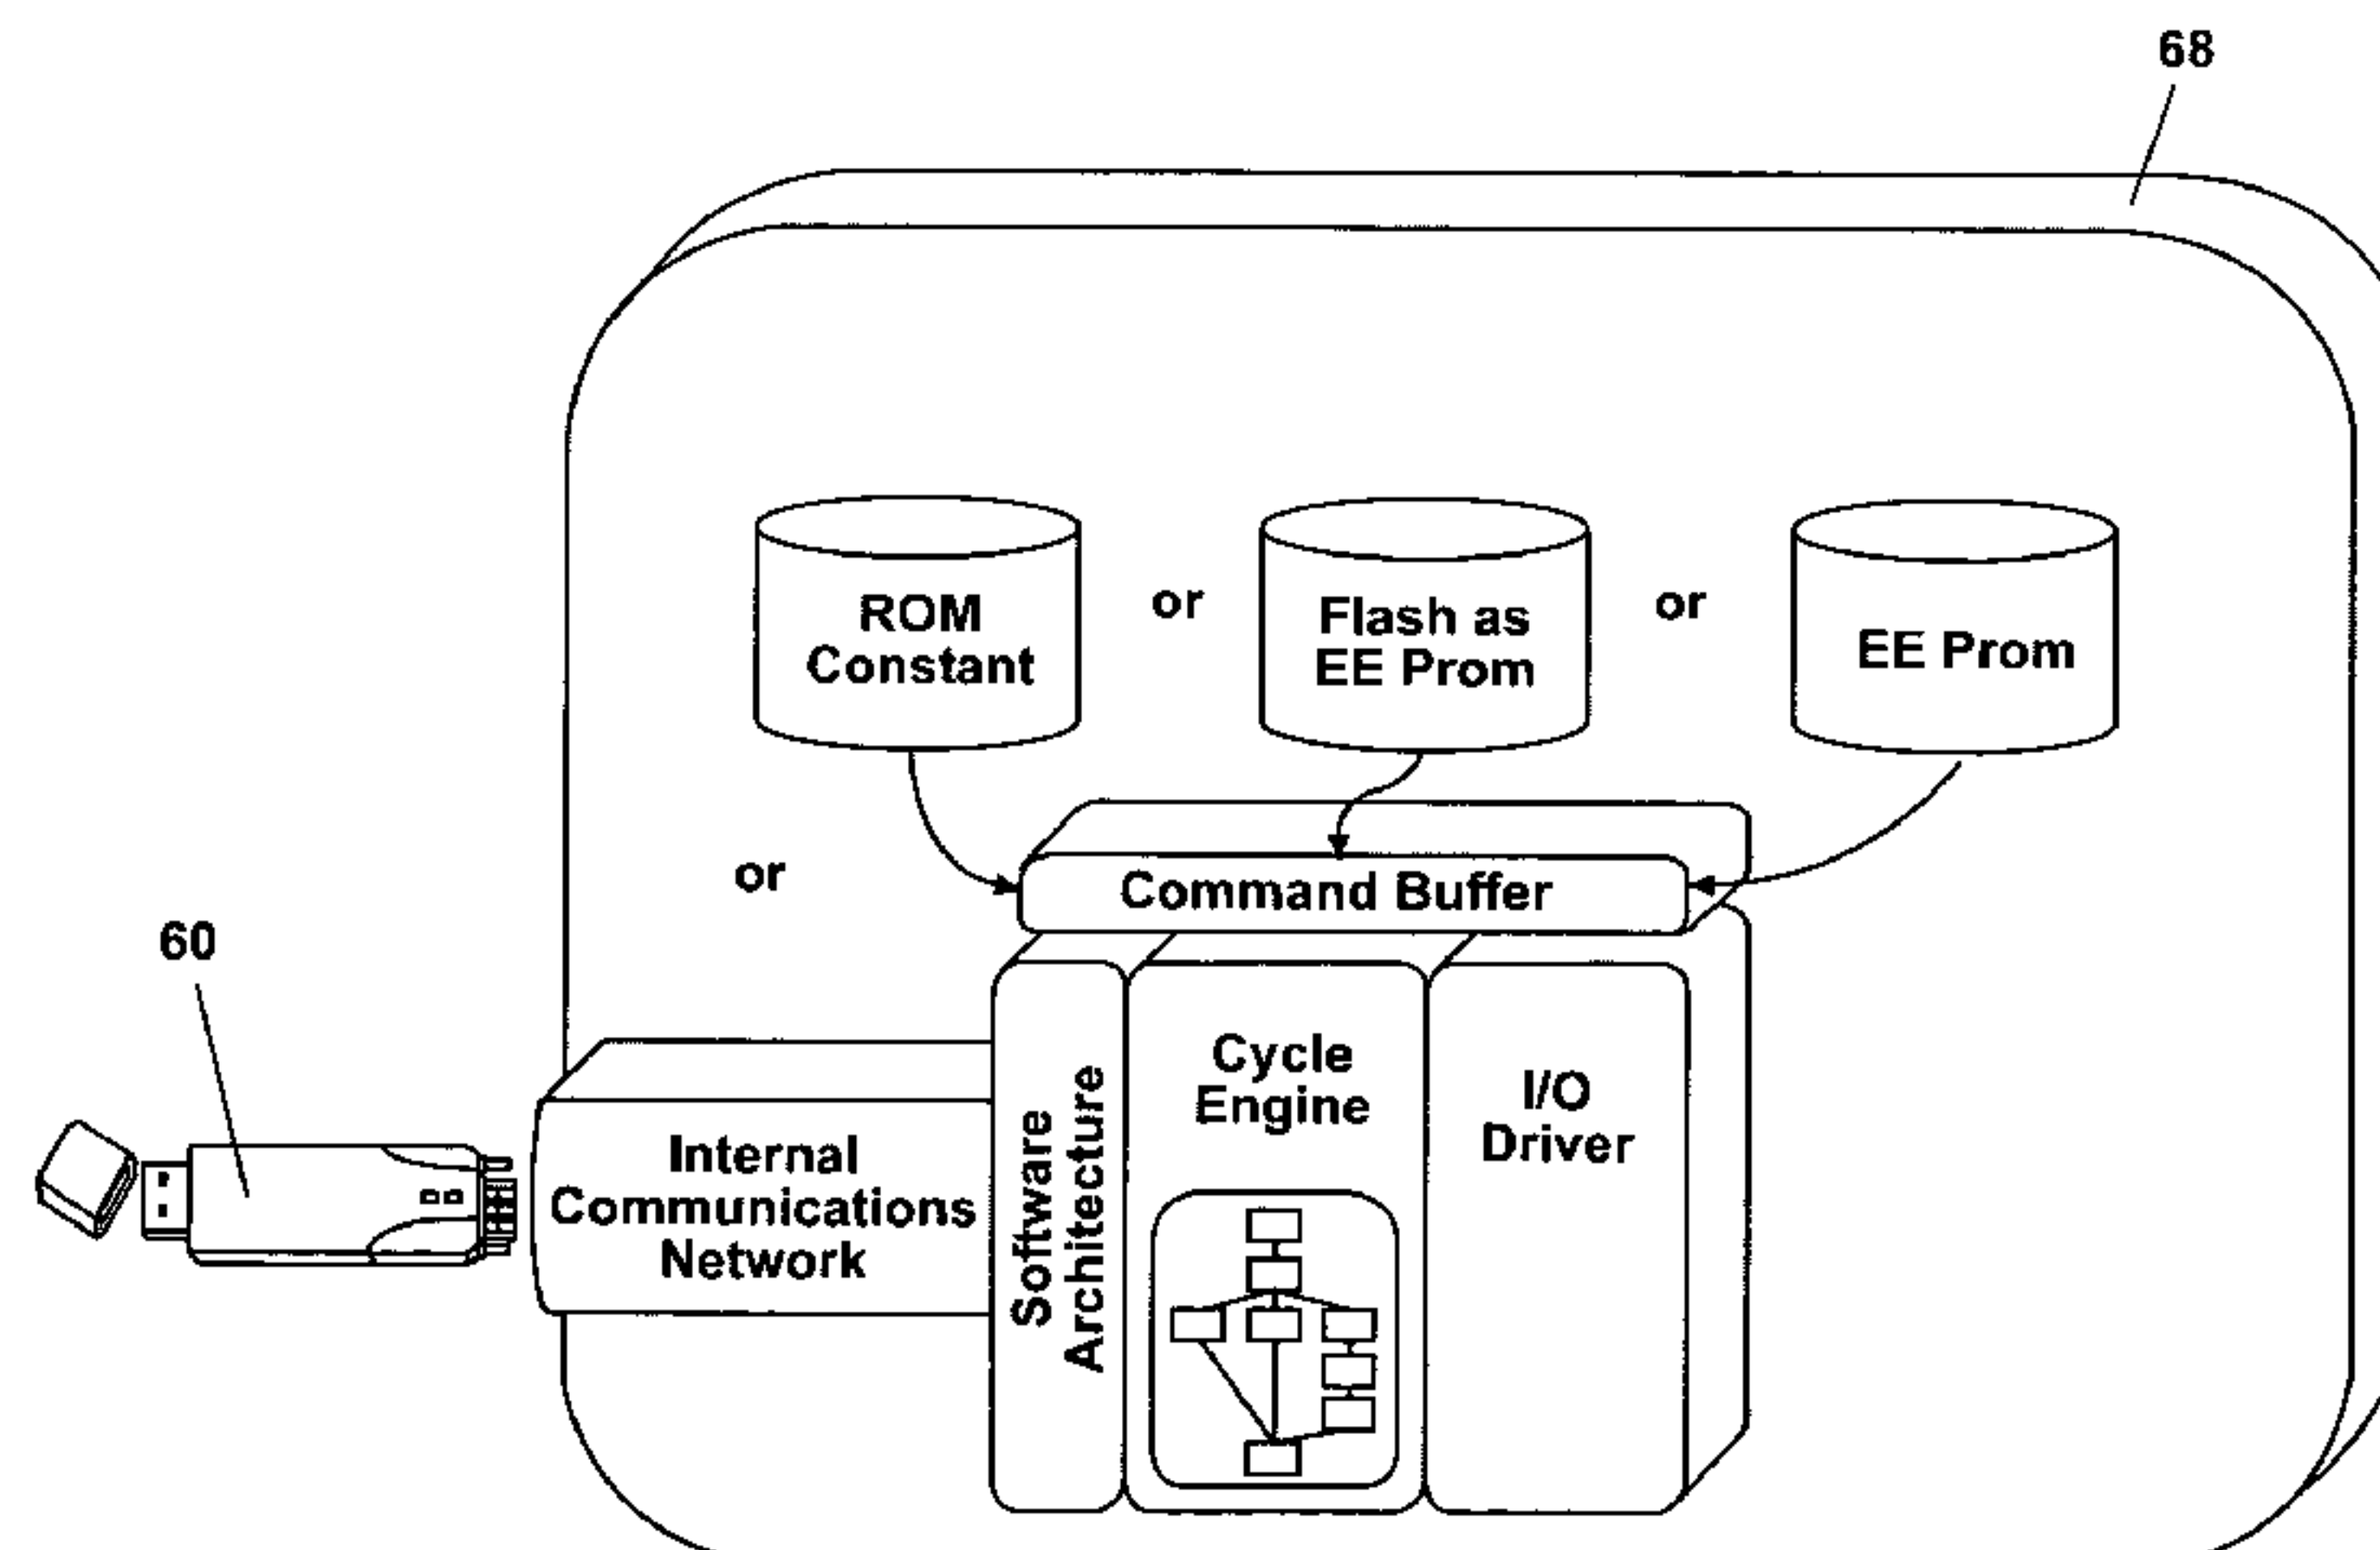 68
ROM
Constant
or
Flash as
EE Prom
or
EE Prom
or
Command Buffer
60
Internal
Communications
Network
Software
Architecture
Cycle
Engine
I/O
Driver